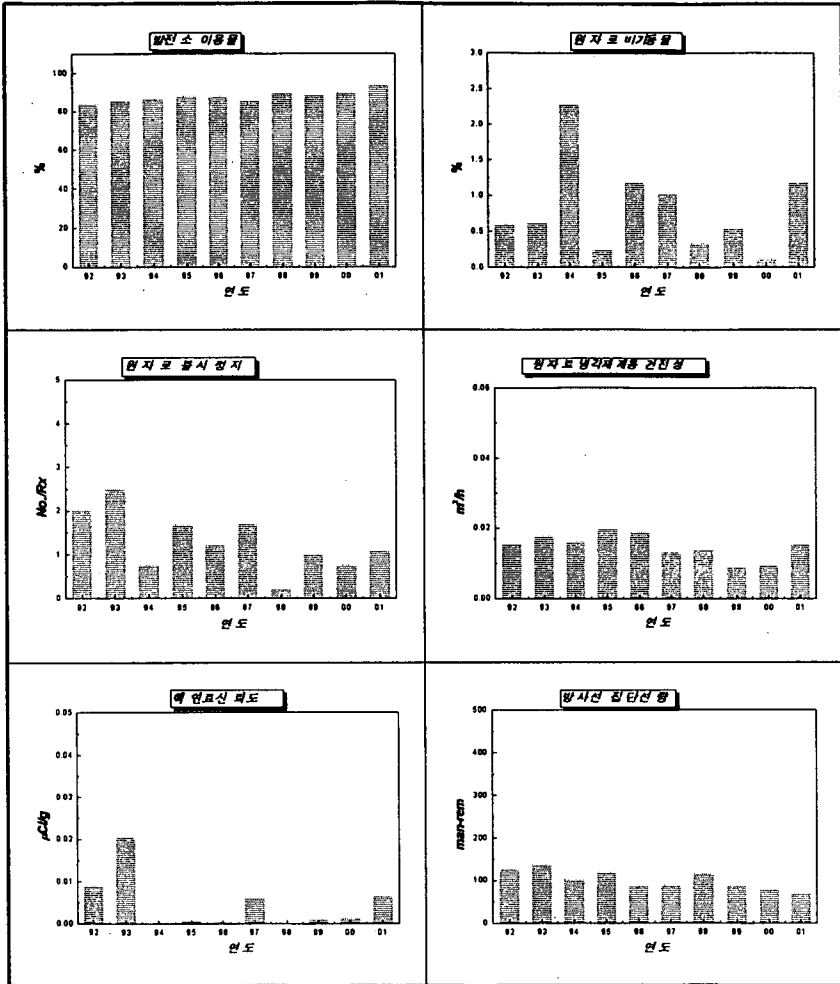 발전소 이용률
100
80
60
40
20
0
%
92 93 94 95 96 97 98 99 00 01
연도
원자로 비가동률
3.0
2.5
2.0
1.5
1.0
0.5
0.0
%
92 93 94 95 96 97 98 99 00 01
연도
원자로 불시정지
5
4
3
2
1
0
No./Rx
92 93 94 95 96 97 98 99 00 01
연도
원자로냉각재계통 건전성
0.06
0.04
0.02
0.00
m³/h
92 93 94 95 96 97 98 99 00 01
연도
핵연료신뢰도
0.05
0.04
0.03
0.02
0.01
0.00
μCi/g
92 93 94 95 96 97 98 99 00 01
연도
방사선 집단선량
500
400
300
200
100
0
man-rem
92 93 94 95 96 97 98 99 00 01
연도